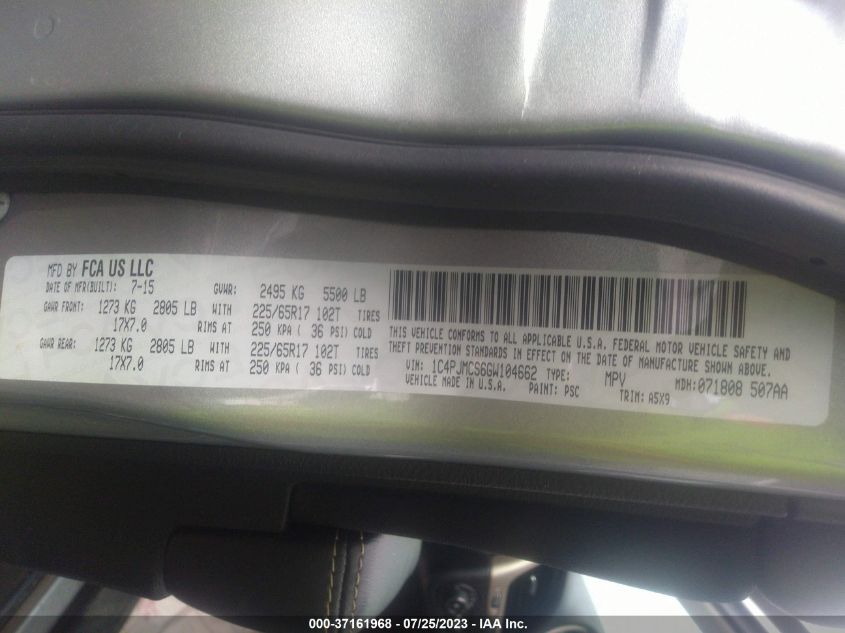 MFD BY FCA US LLC
DATE OF MFR(BUILT): 7-15 GVWR: 2495 KG 5500 LB
GAWR FRONT: 1273 KG 2805 LB WITH 225/65R17 102T TIRES
17X7.0 RIMS AT 250 KPA ( 36 PSI) COLD
GAWR REAR: 1273 KG 2805 LB WITH 225/65R17 102T TIRES
17X7.0 RIMS AT 250 KPA ( 36 PSI) COLD
THIS VEHICLE CONFORMS TO ALL APPLICABLE U.S.A. FEDERAL MOTOR VEHICLE SAFETY AND
THEFT PREVENTION STANDARDS IN EFFECT ON THE DATE OF MANUFACTURE SHOWN ABOVE.
VIN: 1C4PJMCS6GW104662 TYPE: MPV MDH:071808 507AA
VEHICLE MADE IN U.S.A. PAINT: PSC TRIM: A5X9
000-37161968 - 07/25/2023 - IAA Inc.